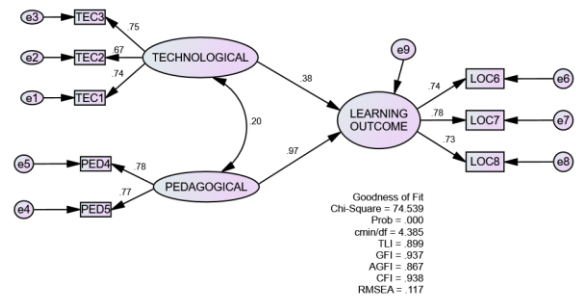 e3 TEC3 .75
e2 TEC2 .67 TECHNOLOGICAL
e1 TEC1 .74
.38
e9
.20
LEARNING
OUTCOME
.74 LOC6 e6
.78 LOC7 e7
.73 LOC8 e8
e5 PED4 .78
.97
PEDAGOGICAL
e4 PED5 .77
Goodness of Fit
Chi-Square = 74.539
Prob = .000
cmin/df = 4.385
TLI = .899
GFI = .937
AGFI = .867
CFI = .938
RMSEA = .117